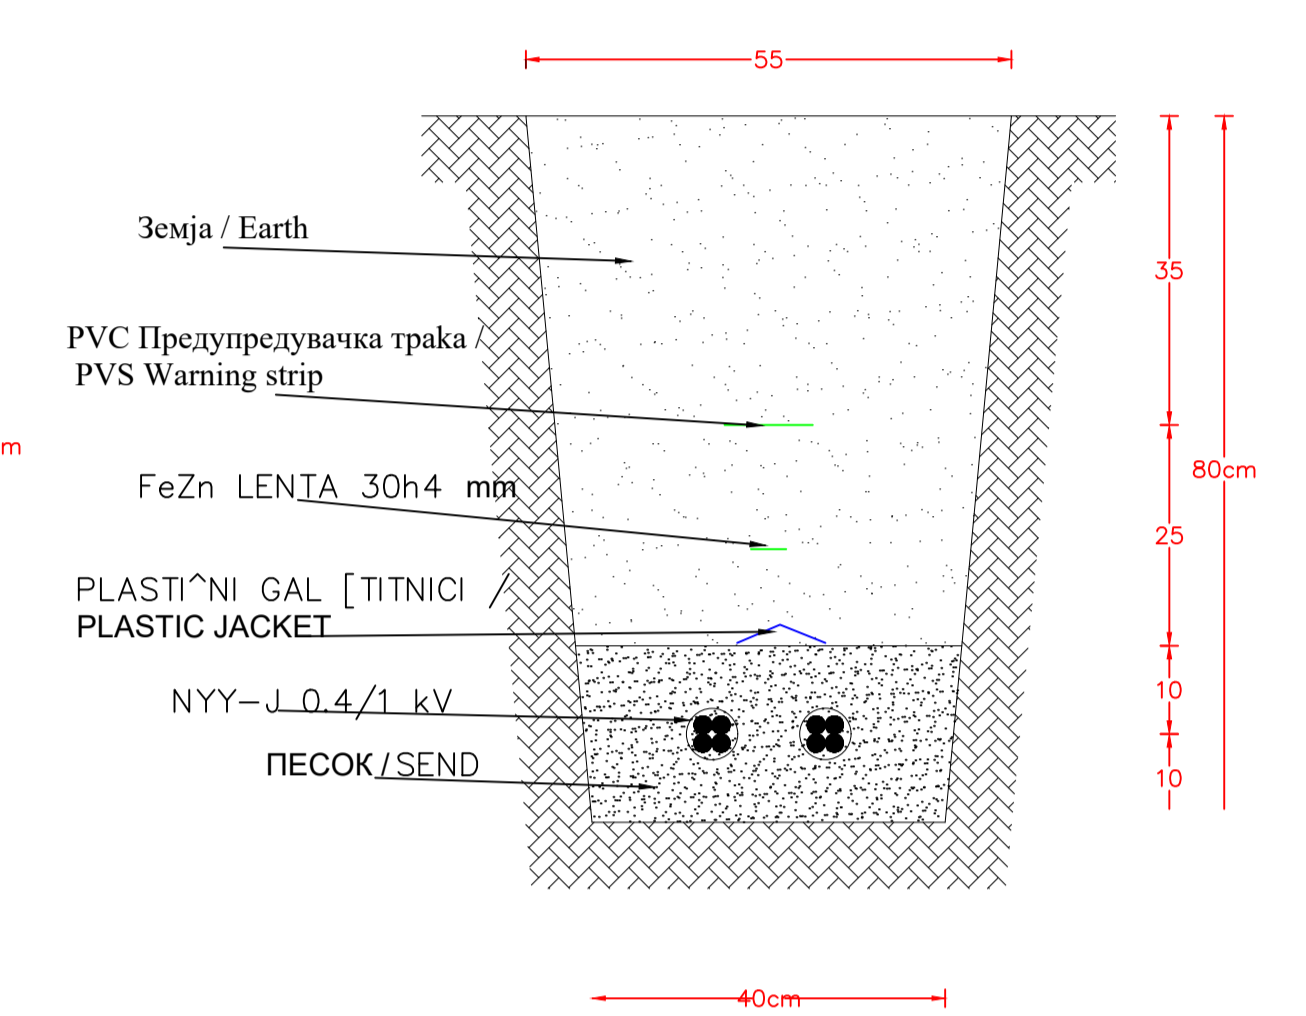 55
Земја / Earth
35
PVC Предупредувачка трака /
PVS Warning strip
m
80cm
FeZn LENTA 30h4 mm
25
PLASTI^NI GAL [TITNICI /
PLASTIC JACKET
10
NYY-J 0.4/1 kV
ПЕСОК/SEND
10
40cm